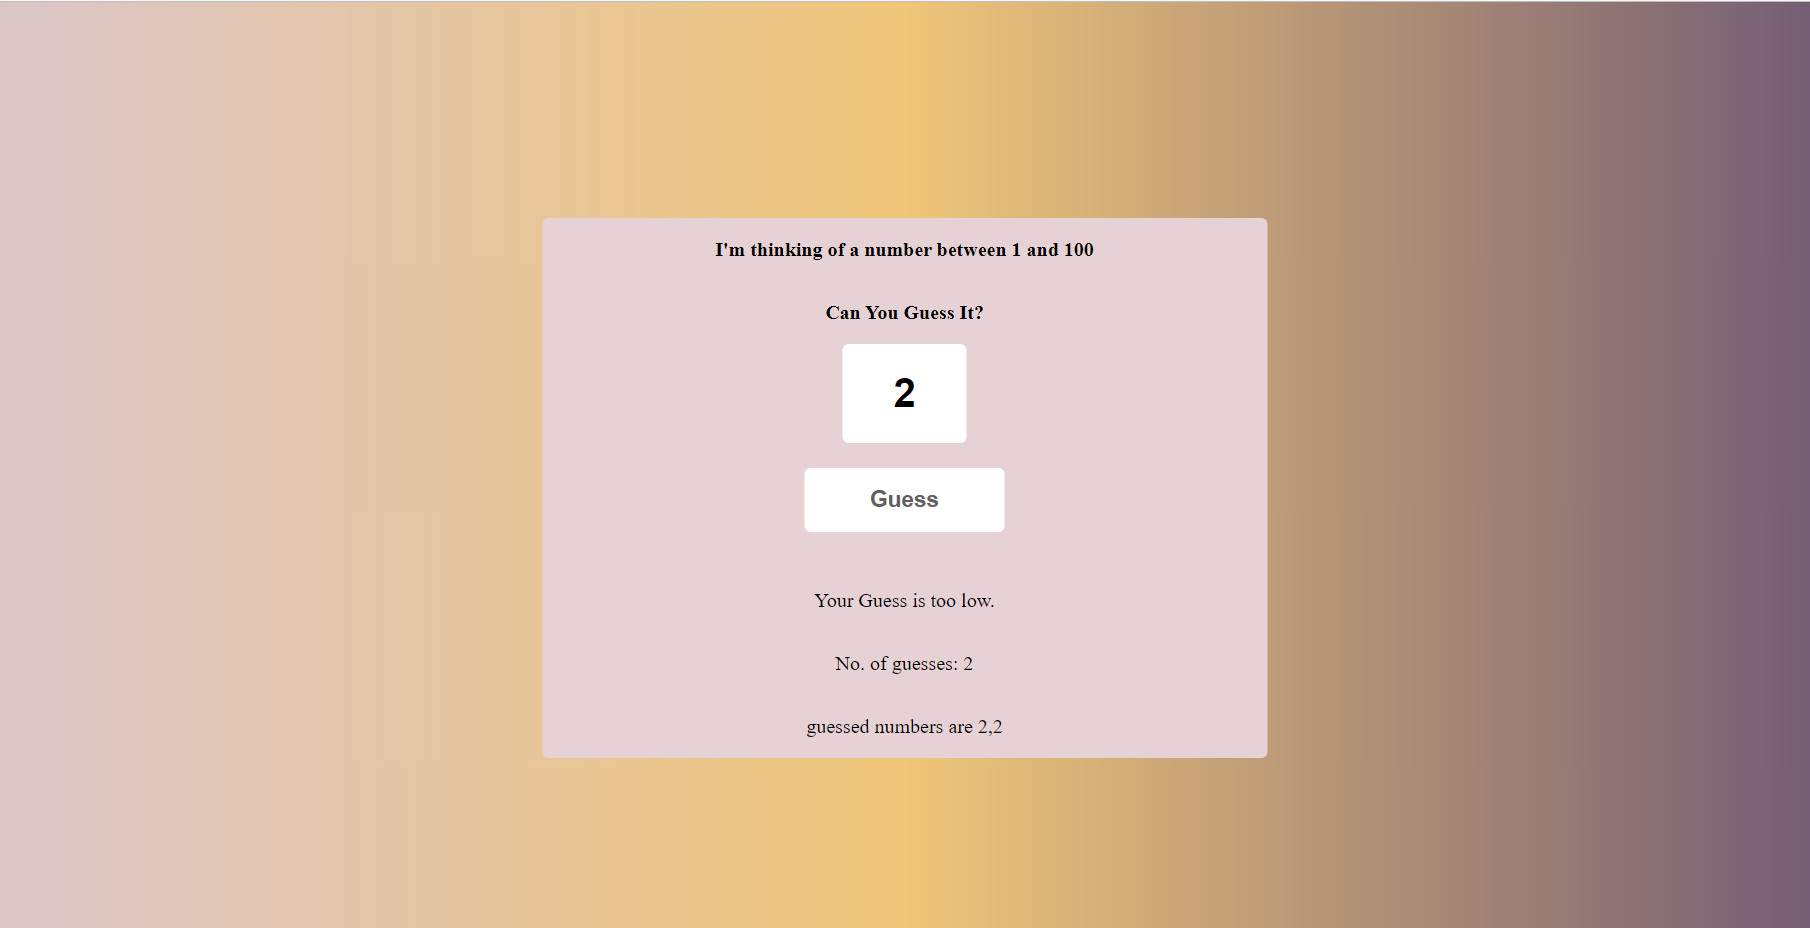 I'm thinking of a number between 1 and 100
Can You Guess It?
2
Guess
Your Guess is too low.
No. of guesses: 2
guessed numbers are 2,2